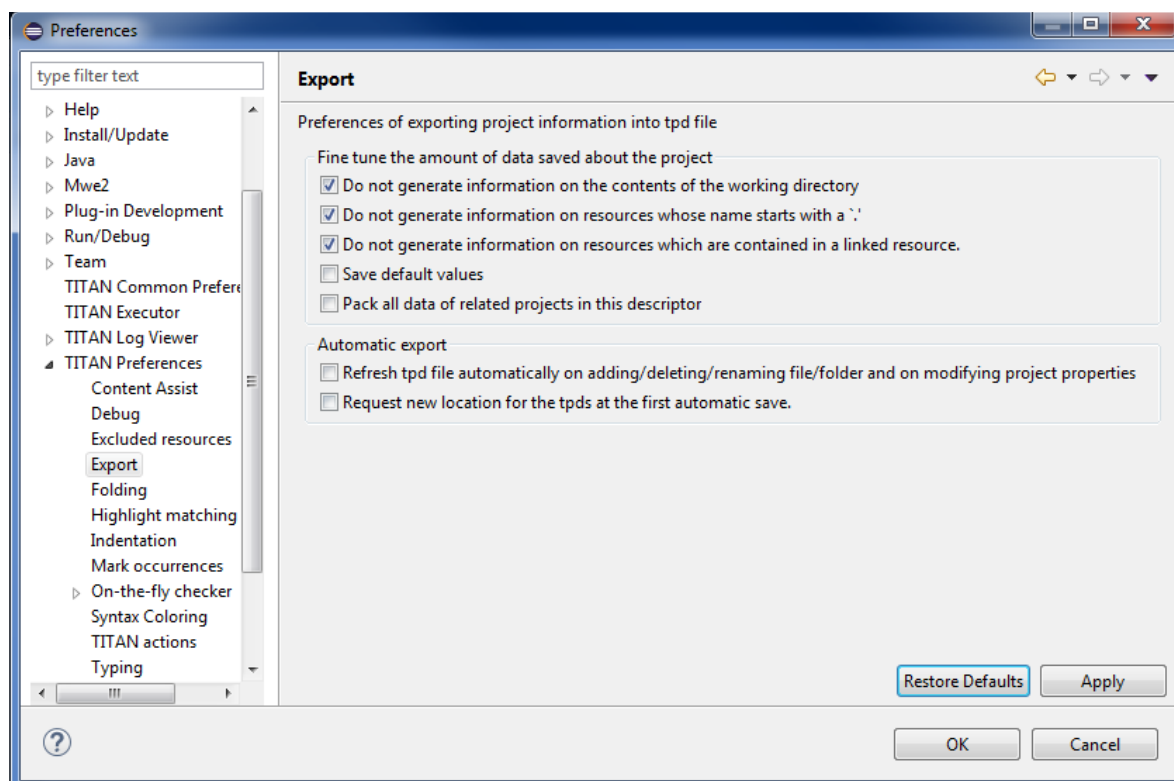 Preferences
type filter text
Help
Install/Update
Java
Mwe2
Plug-in Development
Run/Debug
Team
TITAN Common Prefere
TITAN Executor
TITAN Log Viewer
TITAN Preferences
Content Assist
Debug
Excluded resources
Export
Folding
Highlight matching
Indentation
Mark occurrences
On-the-fly checker
Syntax Coloring
TITAN actions
Typing
Export
Preferences of exporting project information into tpd file
Fine tune the amount of data saved about the project
Do not generate information on the contents of the working directory
Do not generate information on resources whose name starts with a `.'
Do not generate information on resources which are contained in a linked resource.
Save default values
Pack all data of related projects in this descriptor
Automatic export
Refresh tpd file automatically on adding/deleting/renaming file/folder and on modifying project properties
Request new location for the tpds at the first automatic save.
Restore Defaults
Apply
?
OK
Cancel